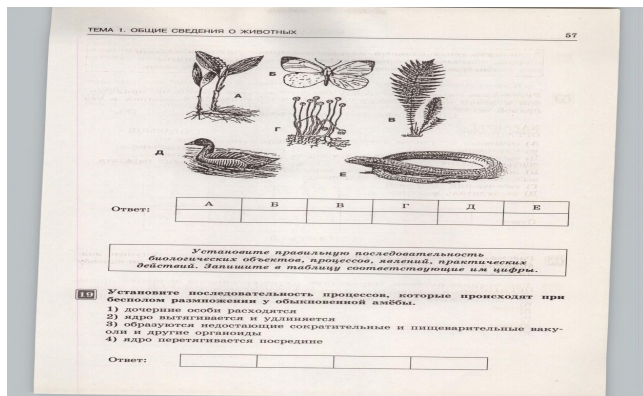 ТЕМА 1. ОБЩИЕ СВЕДЕНИЯ О ЖИВОТНЫХ 57
А
Б
В
Г
Д
Е
Ответ:
А Б В Г Д Е
Установите правильную последовательность
биологических объектов, процессов, явлений, практических
действий. Запишите в таблицу соответствующие им цифры.
19 Установите последовательность процессов, которые происходят при
бесполом размножении у обыкновенной амёбы.
1) дочерние особи расходятся
2) ядро вытягивается и удлиняется
3) образуются недостающие сократительные и пищеварительные ваку-
оли и другие органоиды
4) ядро перетягивается посредине
Ответ: